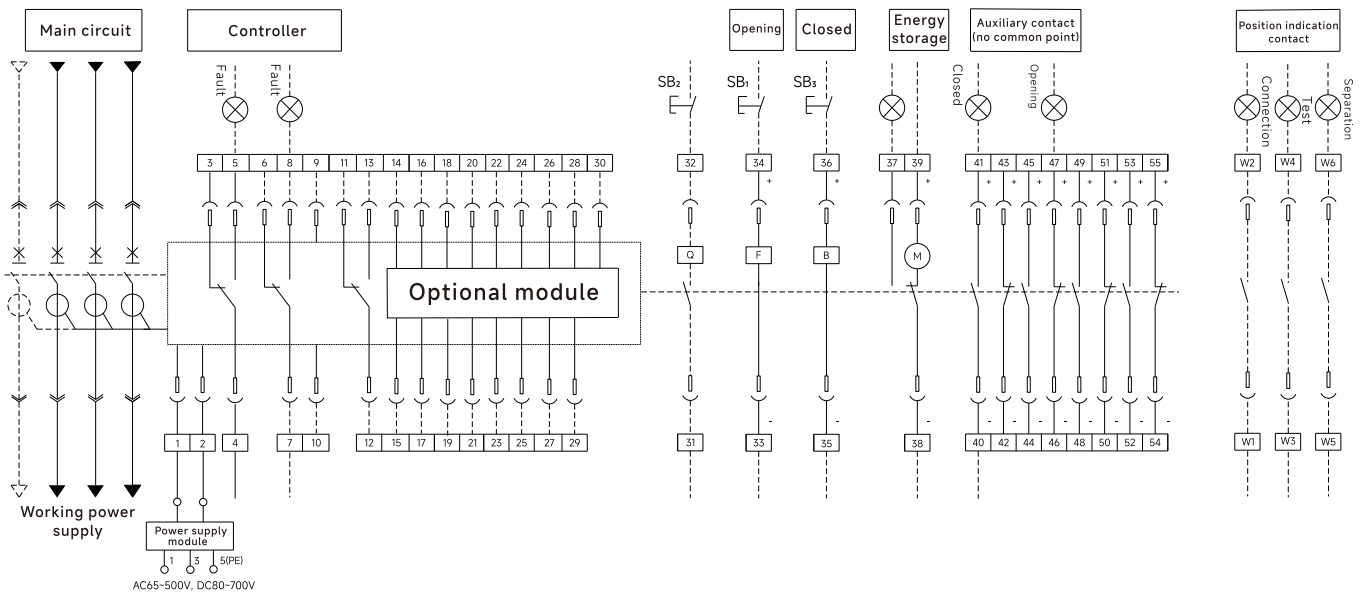 Main circuit
Controller
Opening
Closed
Energy
storage
Auxiliary contact
(no common point)
Position indication
contact
Fault
Fault
SB2
SB1
SB3
Closed
Opening
Connection
Test
Separation
3 5 6 8 9 11 13 14 16 18 20 22 24 26 28 30
32
34
36
37 39
41 43 45 47 49 51 53 55
W2
W4
W6
+ + + + + + + + + + +
Q
F
B
M
Optional module
- - - - - - - - - - -
1 2
4
7 10
12 15 17 19 21 23 25 27 29
31
33
35
38
40 42 44 46 48 50 52 54
W1
W3
W5
Working power
supply
Power supply
module
1 3 5(PE)
AC65~500V, DC80~700V